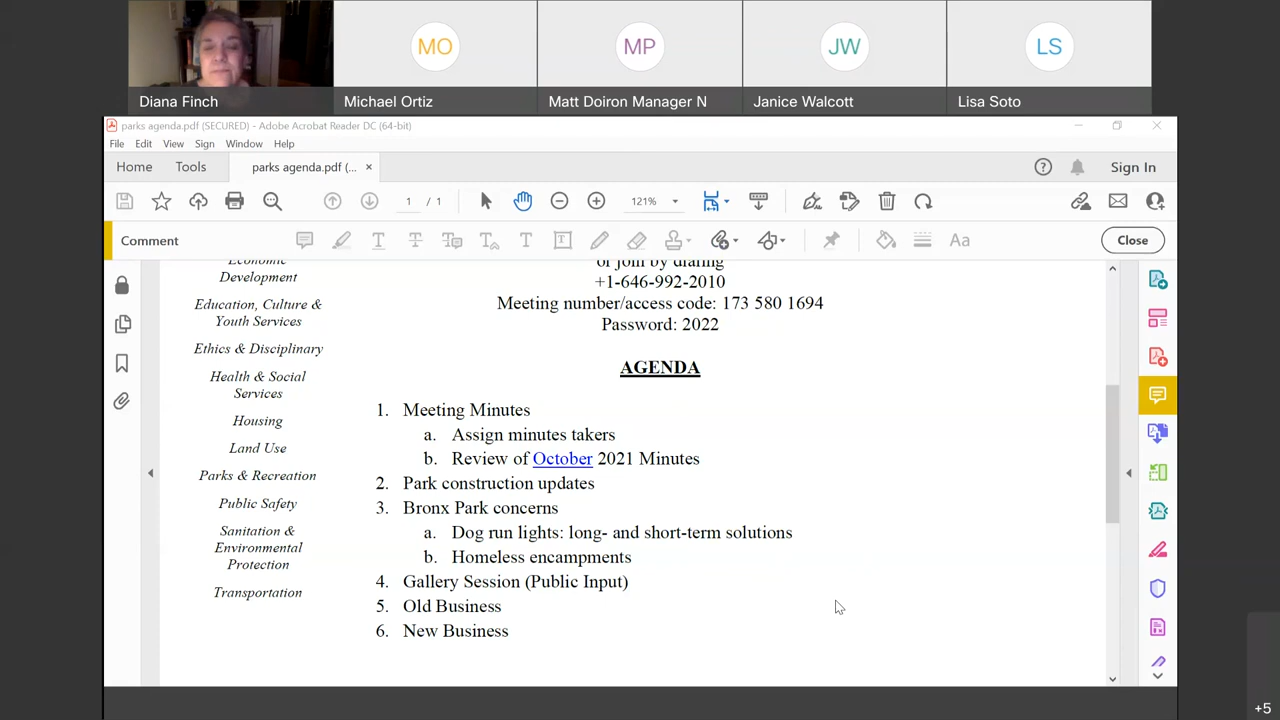 MO
MP
JW
LS
Diana Finch
Michael Ortiz
Matt Doiron Manager N
Janice Walcott
Lisa Soto
parks agenda.pdf (SECURED) - Adobe Acrobat Reader DC (64-bit)
File Edit View Sign Window Help
Home Tools parks agenda.pdf (... × Sign In
1 / 1 121%
Comment Close
Economic
Development
Education, Culture &
Youth Services
Ethics & Disciplinary
Health & Social
Services
Housing
Land Use
Parks & Recreation
Public Safety
Sanitation &
Environmental
Protection
Transportation
or join by dialing
+1-646-992-2010
Meeting number/access code: 173 580 1694
Password: 2022
AGENDA
1. Meeting Minutes
a. Assign minutes takers
b. Review of October 2021 Minutes
2. Park construction updates
3. Bronx Park concerns
a. Dog run lights: long- and short-term solutions
b. Homeless encampments
4. Gallery Session (Public Input)
5. Old Business
6. New Business
+5